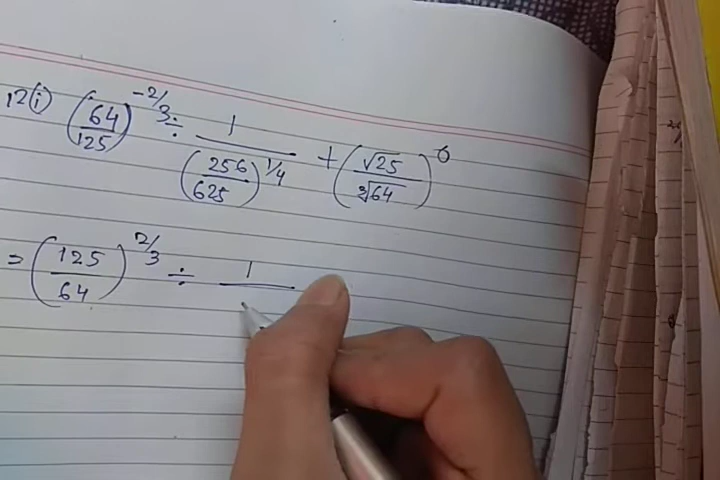 12(i) (64/125)^-2/3 ÷ 1/(256/625)^1/4 + (√25/∛64)^0
= (125/64)^2/3 ÷ 1/